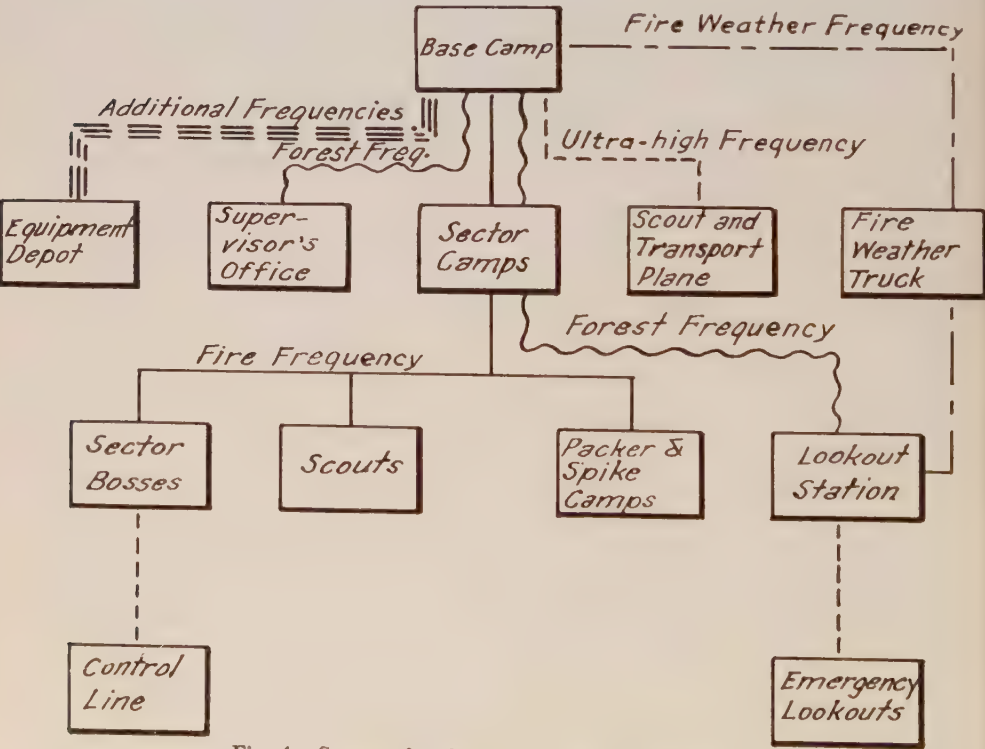 Fire Weather Frequency
Base Camp
Additional Frequencies
Forest Freq.
Ultra-high Frequency
Equipment
Depot
Super-
visor's
Office
Sector
Camps
Scout and
Transport
Plane
Fire
Weather
Truck
Forest Frequency
Fire Frequency
Sector
Bosses
Scouts
Packer &
Spike
Camps
Lookout
Station
Control
Line
Emergency
Lookouts